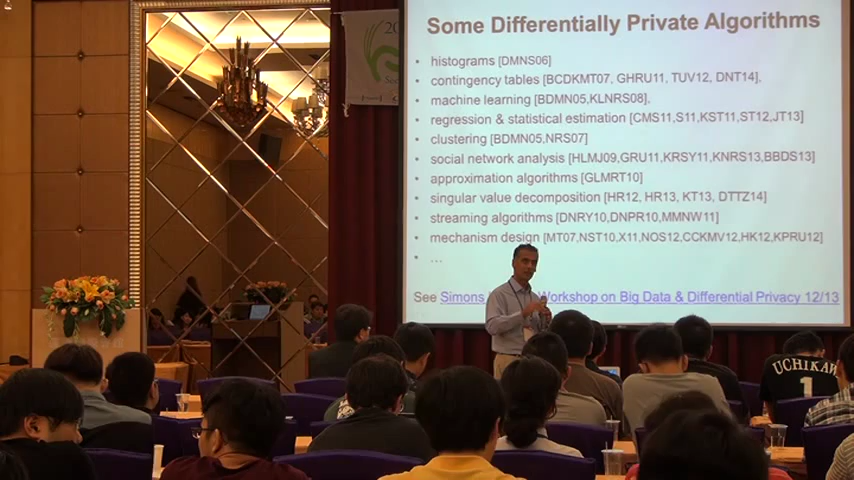 Some Differentially Private Algorithms
• histograms [DMNS06]
• contingency tables [BCDKMT07, GHRU11, TUV12, DNT14],
• machine learning [BDMN05,KLNRS08],
• regression & statistical estimation [CMS11,S11,KST11,ST12,JT13]
• clustering [BDMN05,NRS07]
• social network analysis [HLMJ09,GRU11,KRSY11,KNRS13,BBDS13]
• approximation algorithms [GLMRT10]
• singular value decomposition [HR12, HR13, KT13, DTTZ14]
• streaming algorithms [DNRY10,DNPR10,MMNW11]
• mechanism design [MT07,NST10,X11,NOS12,CCKMV12,HK12,KPRU12]
• …
See Simons Workshop on Big Data & Differential Privacy 12/13
20
UCHIKAW
1